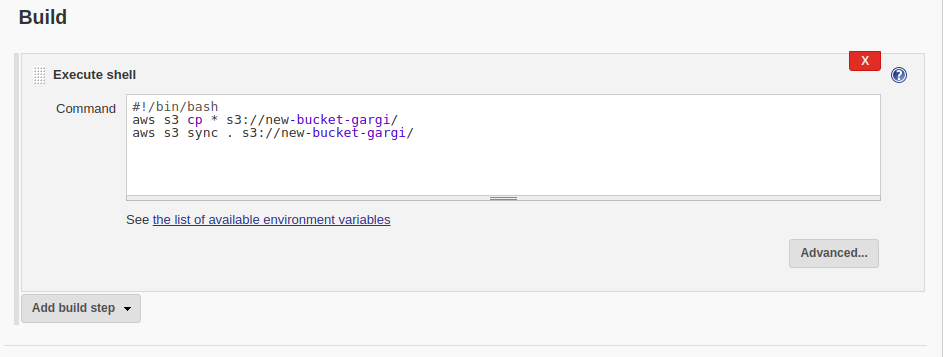 Build
X
Execute shell
?
Command
#!/bin/bash
aws s3 cp * s3://new-bucket-gargi/
aws s3 sync . s3://new-bucket-gargi/
See the list of available environment variables
Advanced...
Add build step